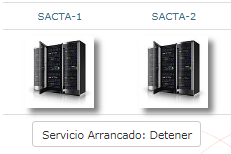 SACTA-1 SACTA-2
Servicio Arrancado: Detener